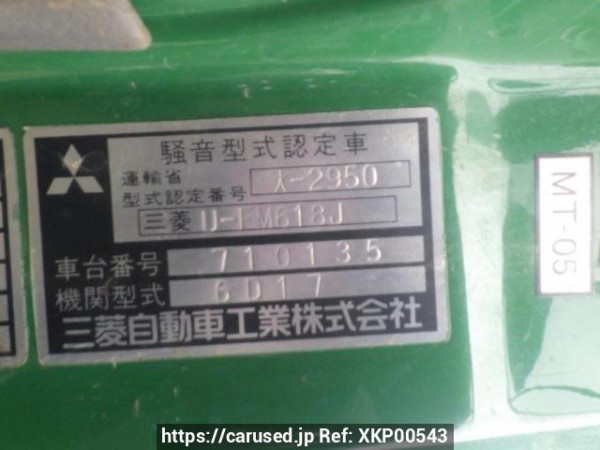 騒音型式認定車
運輸省
型式認定番号 大-2950
三菱 U-FM618J
車台番号 710135
機関型式 6D17
三菱自動車工業株式会社
MT-05
https://carused.jp Ref: XKP00543